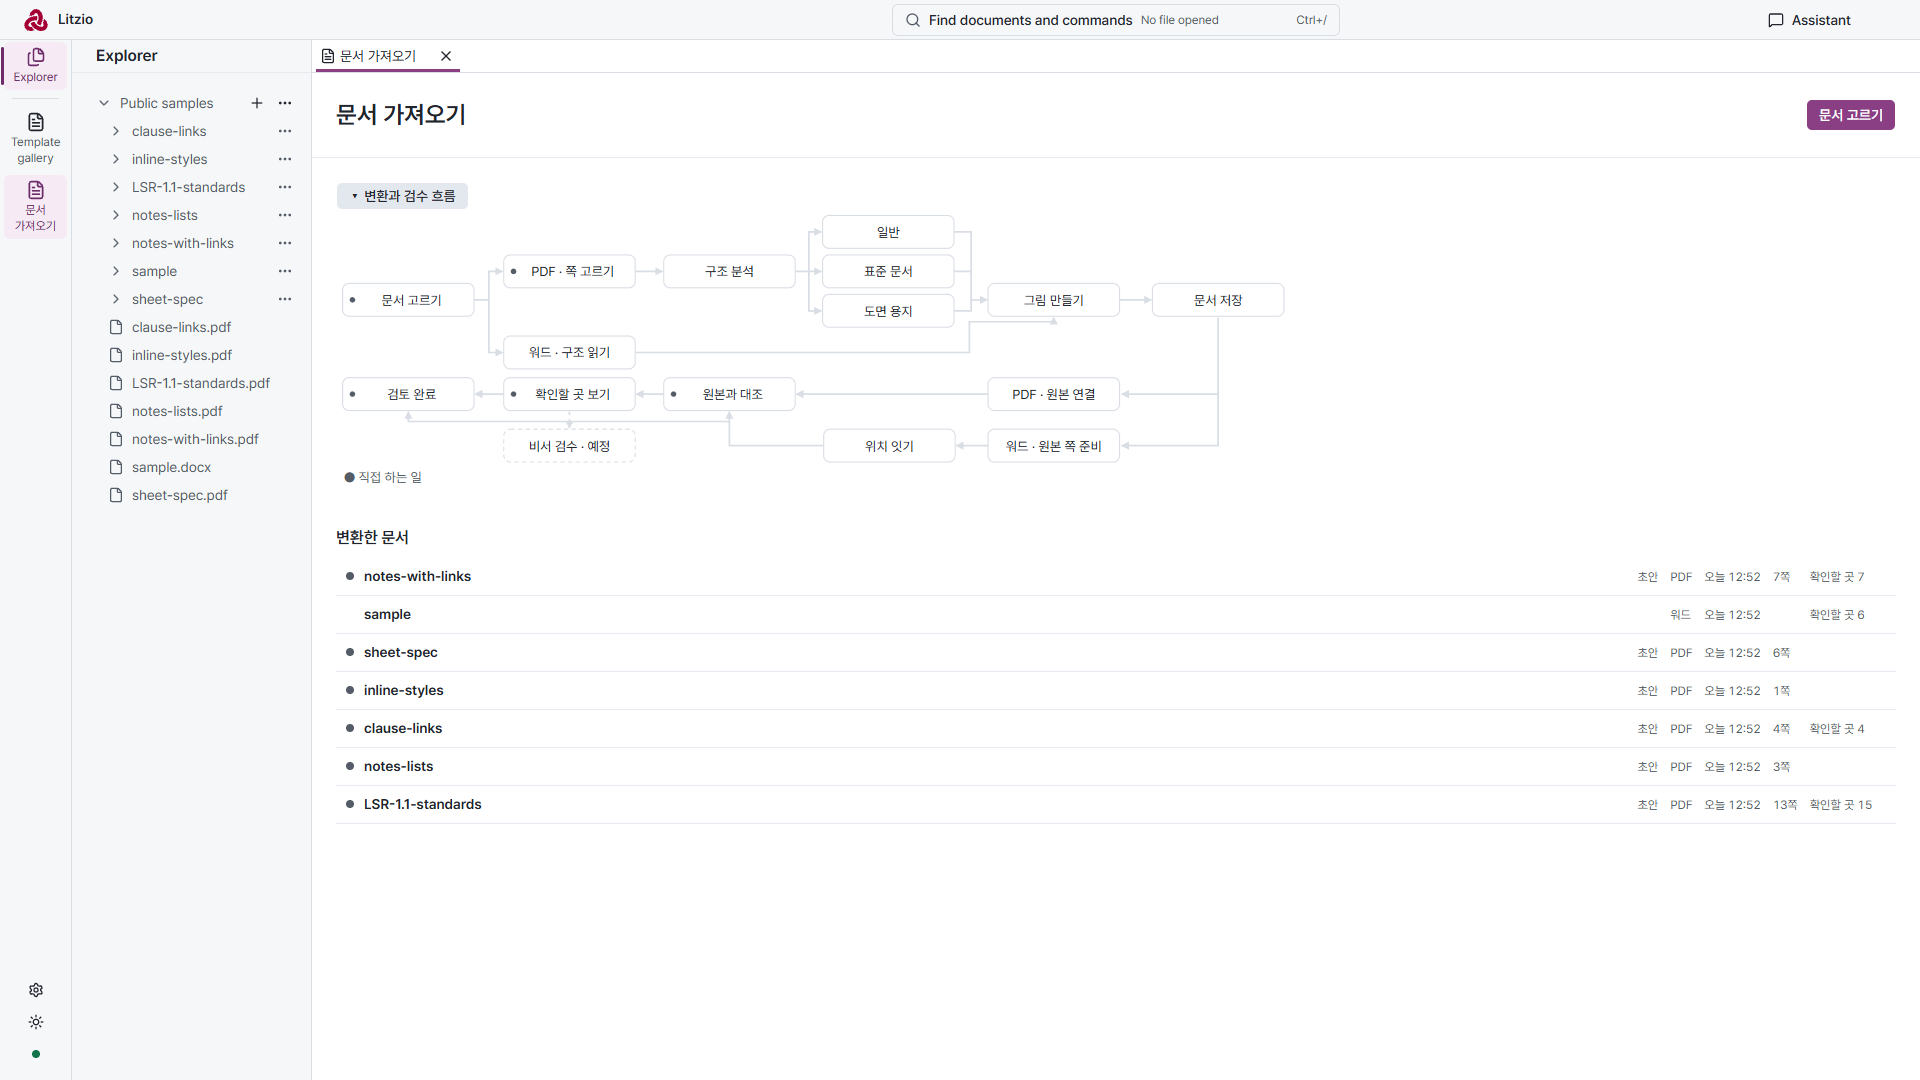 Litzio
Find documents and commands No file opened Ctrl+/
Assistant
Explorer
Template
gallery
문서
가져오기
Explorer
Public samples
clause-links
inline-styles
LSR-1.1-standards
notes-lists
notes-with-links
sample
sheet-spec
clause-links.pdf
inline-styles.pdf
LSR-1.1-standards.pdf
notes-lists.pdf
notes-with-links.pdf
sample.docx
sheet-spec.pdf
문서 가져오기
문서 가져오기
문서 고르기
변환과 검수 흐름
문서 고르기
PDF · 쪽 고르기
구조 분석
일반
표준 문서
도면 용지
그림 만들기
문서 저장
워드 · 구조 읽기
검토 완료
확인할 곳 보기
원본과 대조
PDF · 원본 연결
비서 검수 · 예정
위치 잇기
워드 · 원본 쪽 준비
직접 하는 일
변환한 문서
notes-with-links 초안 PDF 오늘 12:52 7쪽 확인할 곳 7
sample 워드 오늘 12:52 확인할 곳 6
sheet-spec 초안 PDF 오늘 12:52 6쪽
inline-styles 초안 PDF 오늘 12:52 1쪽
clause-links 초안 PDF 오늘 12:52 4쪽 확인할 곳 4
notes-lists 초안 PDF 오늘 12:52 3쪽
LSR-1.1-standards 초안 PDF 오늘 12:52 13쪽 확인할 곳 15